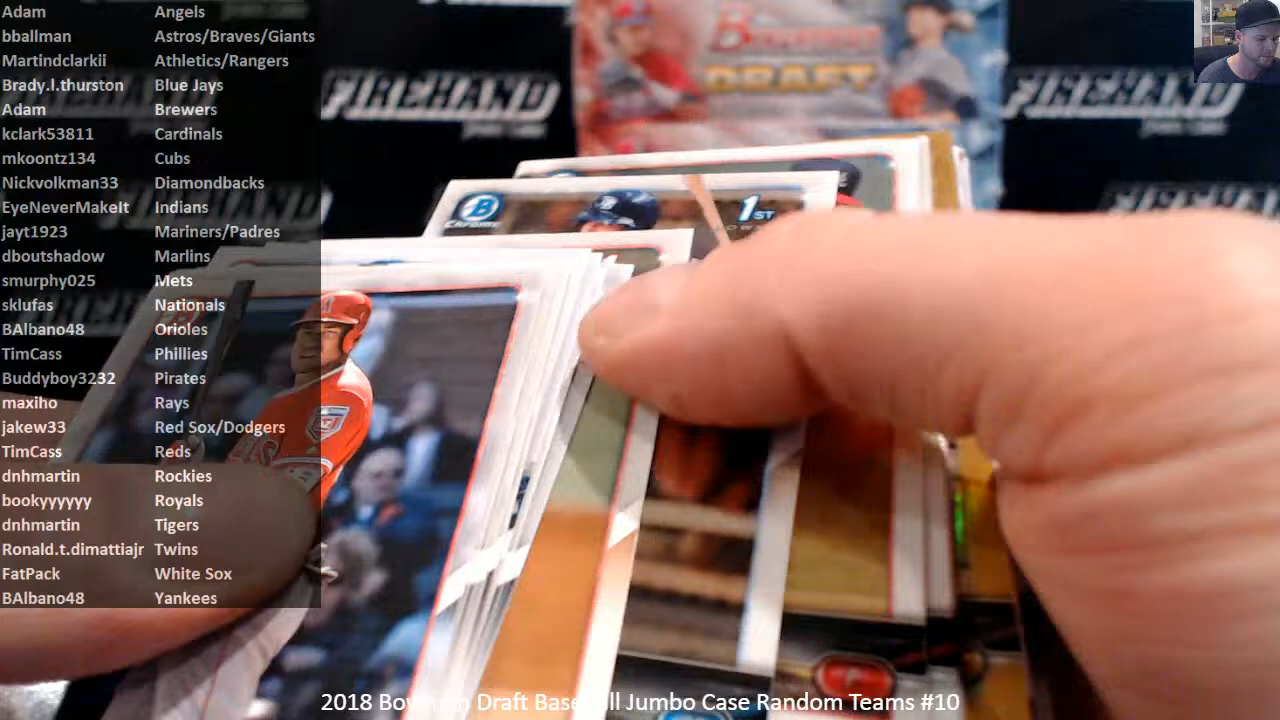 Adam Angels
bballman Astros/Braves/Giants
Martindclarkii Athletics/Rangers
Brady.l.thurston Blue Jays
Adam Brewers
kclark53811 Cardinals
mkoontz134 Cubs
Nickvolkman33 Diamondbacks
EyeNeverMakeIt Indians
jayt1923 Mariners/Padres
dboutshadow Marlins
smurphy025 Mets
sklufas Nationals
BAlbano48 Orioles
TimCass Phillies
Buddyboy3232 Pirates
maxiho Rays
jakew33 Red Sox/Dodgers
TimCass Reds
dnhmartin Rockies
bookyyyyyy Royals
dnhmartin Tigers
Ronald.t.dimattiajr Twins
FatPack White Sox
BAlbano48 Yankees
FIREHAND
Bowman
DRAFT
FIREHAND
B
CHROME
1ST
2018 Bowman Draft Baseball Jumbo Case Random Teams #10